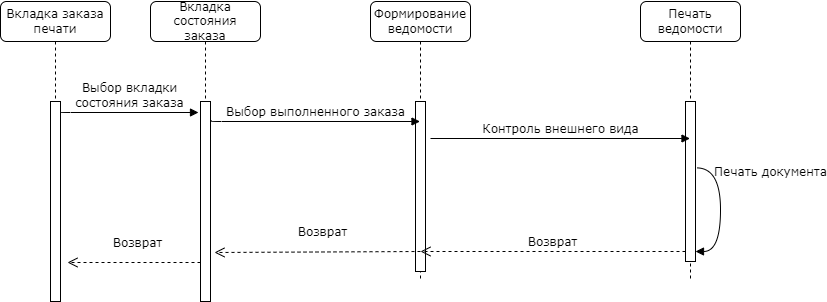 Вкладка заказа
печати
Вкладка
состояния
заказа
Формирование
ведомости
Печать
ведомости
Выбор вкладки
состояния заказа
Выбор выполненного заказа
Контроль внешнего вида
Печать документа
Возврат
Возврат
Возврат